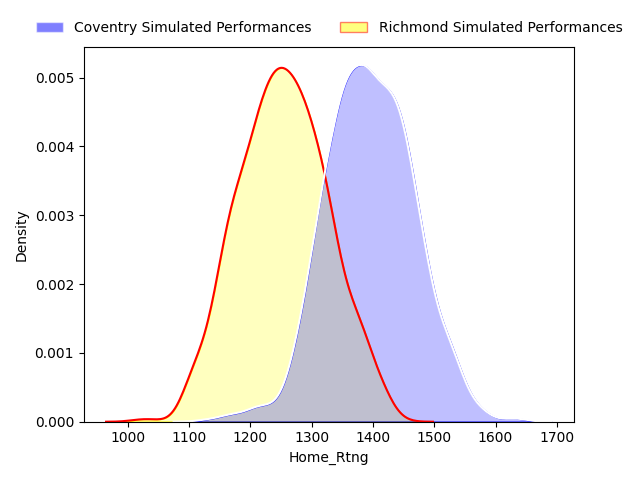 Coventry Simulated Performances
Richmond Simulated Performances
0.005
0.004
0.003
0.002
0.001
0.000
Density
1000 1100 1200 1300 1400 1500 1600 1700
Home_Rtng